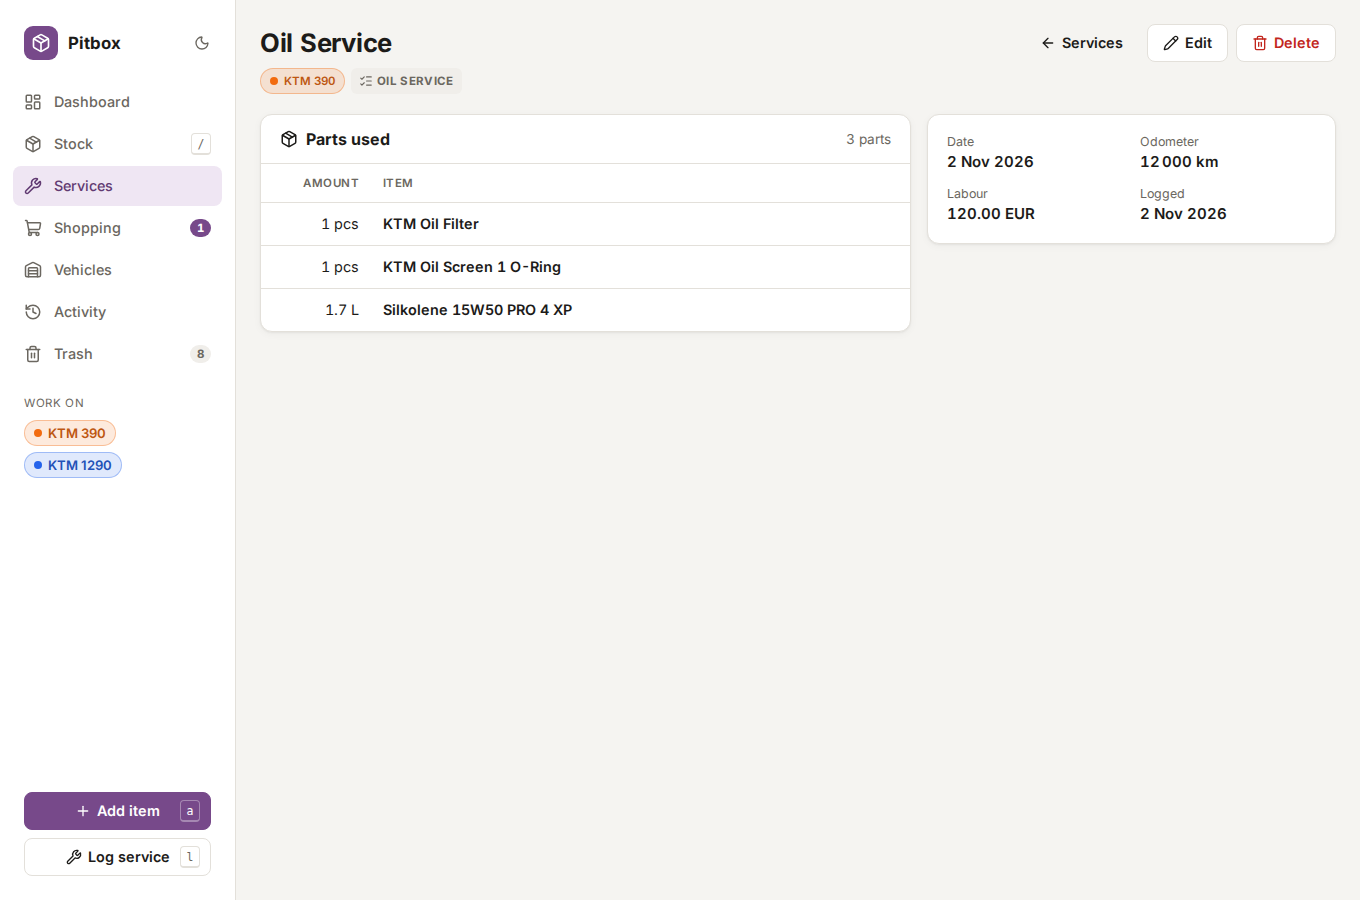 Pitbox
Dashboard
Stock /
Services
Shopping 1
Vehicles
Activity
Trash 8
WORK ON
KTM 390
KTM 1290
Add item a
Log service l
Oil Service
Services
Edit
Delete
KTM 390
OIL SERVICE
Parts used
3 parts
AMOUNT ITEM
1 pcs KTM Oil Filter
1 pcs KTM Oil Screen 1 O-Ring
1.7 L Silkolene 15W50 PRO 4 XP
Date Odometer
2 Nov 2026 12 000 km
Labour Logged
120.00 EUR 2 Nov 2026